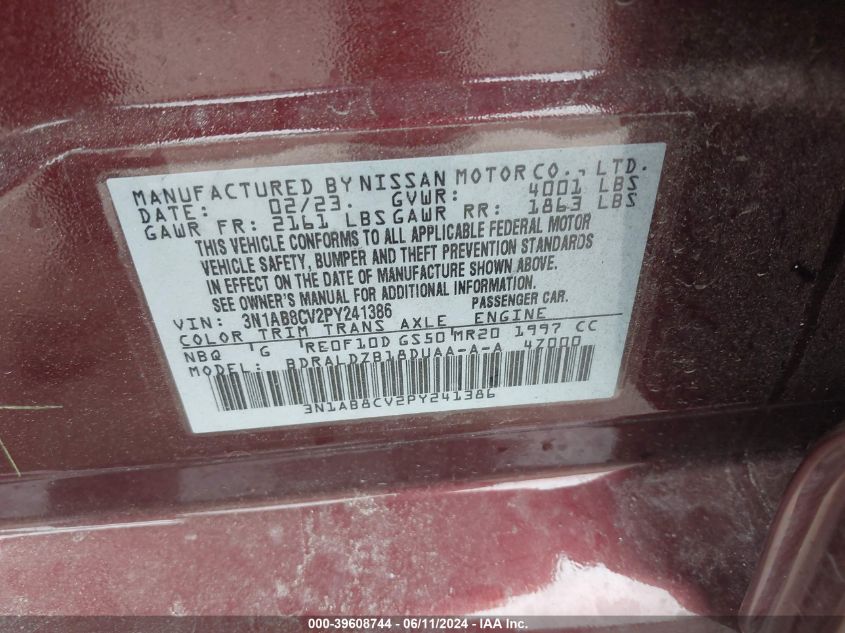 MANUFACTURED BY NISSAN MOTOR CO., LTD.
DATE: 02/23. GVWR: 4001 LBS
GAWR FR: 2161 LBS GAWR RR: 1863 LBS
THIS VEHICLE CONFORMS TO ALL APPLICABLE FEDERAL MOTOR
VEHICLE SAFETY, BUMPER AND THEFT PREVENTION STANDARDS
IN EFFECT ON THE DATE OF MANUFACTURE SHOWN ABOVE.
SEE OWNER'S MANUAL FOR ADDITIONAL INFORMATION.
VIN: 3N1AB8CV2PY241386 PASSENGER CAR.
COLOR TRIM TRANS AXLE ENGINE
NBQ G RE0F10D GS50 MR20 1997 CC
MODEL: BDRALDZB18DUAA-A-A 4Z000
3N1AB8CV2PY241386
000-39608744 / 06/11/2024 - IAA Inc.